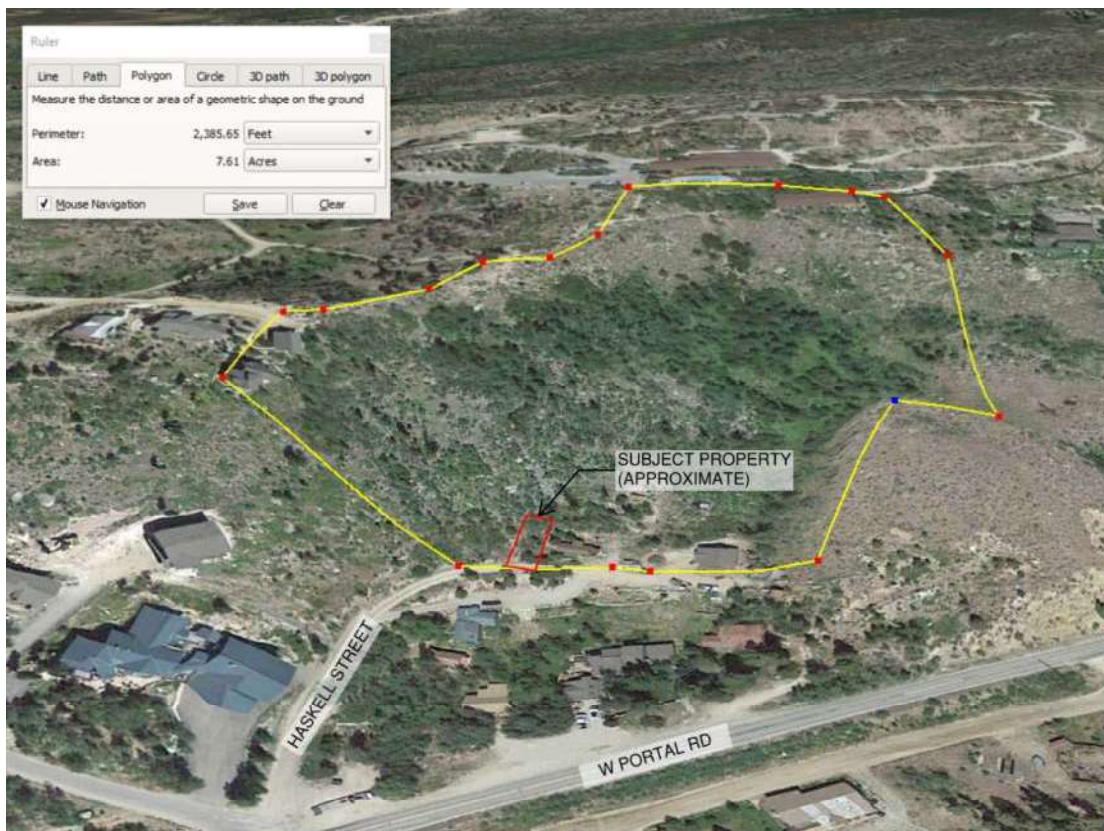 Ruler
Line Path Polygon Circle 3D path 3D polygon
Measure the distance or area of a geometric shape on the ground
Perimeter: 2,385.65 Feet
Area: 7.61 Acres
Mouse Navigation Save Clear
SUBJECT PROPERTY
(APPROXIMATE)
HASKELL STREET
W PORTAL RD